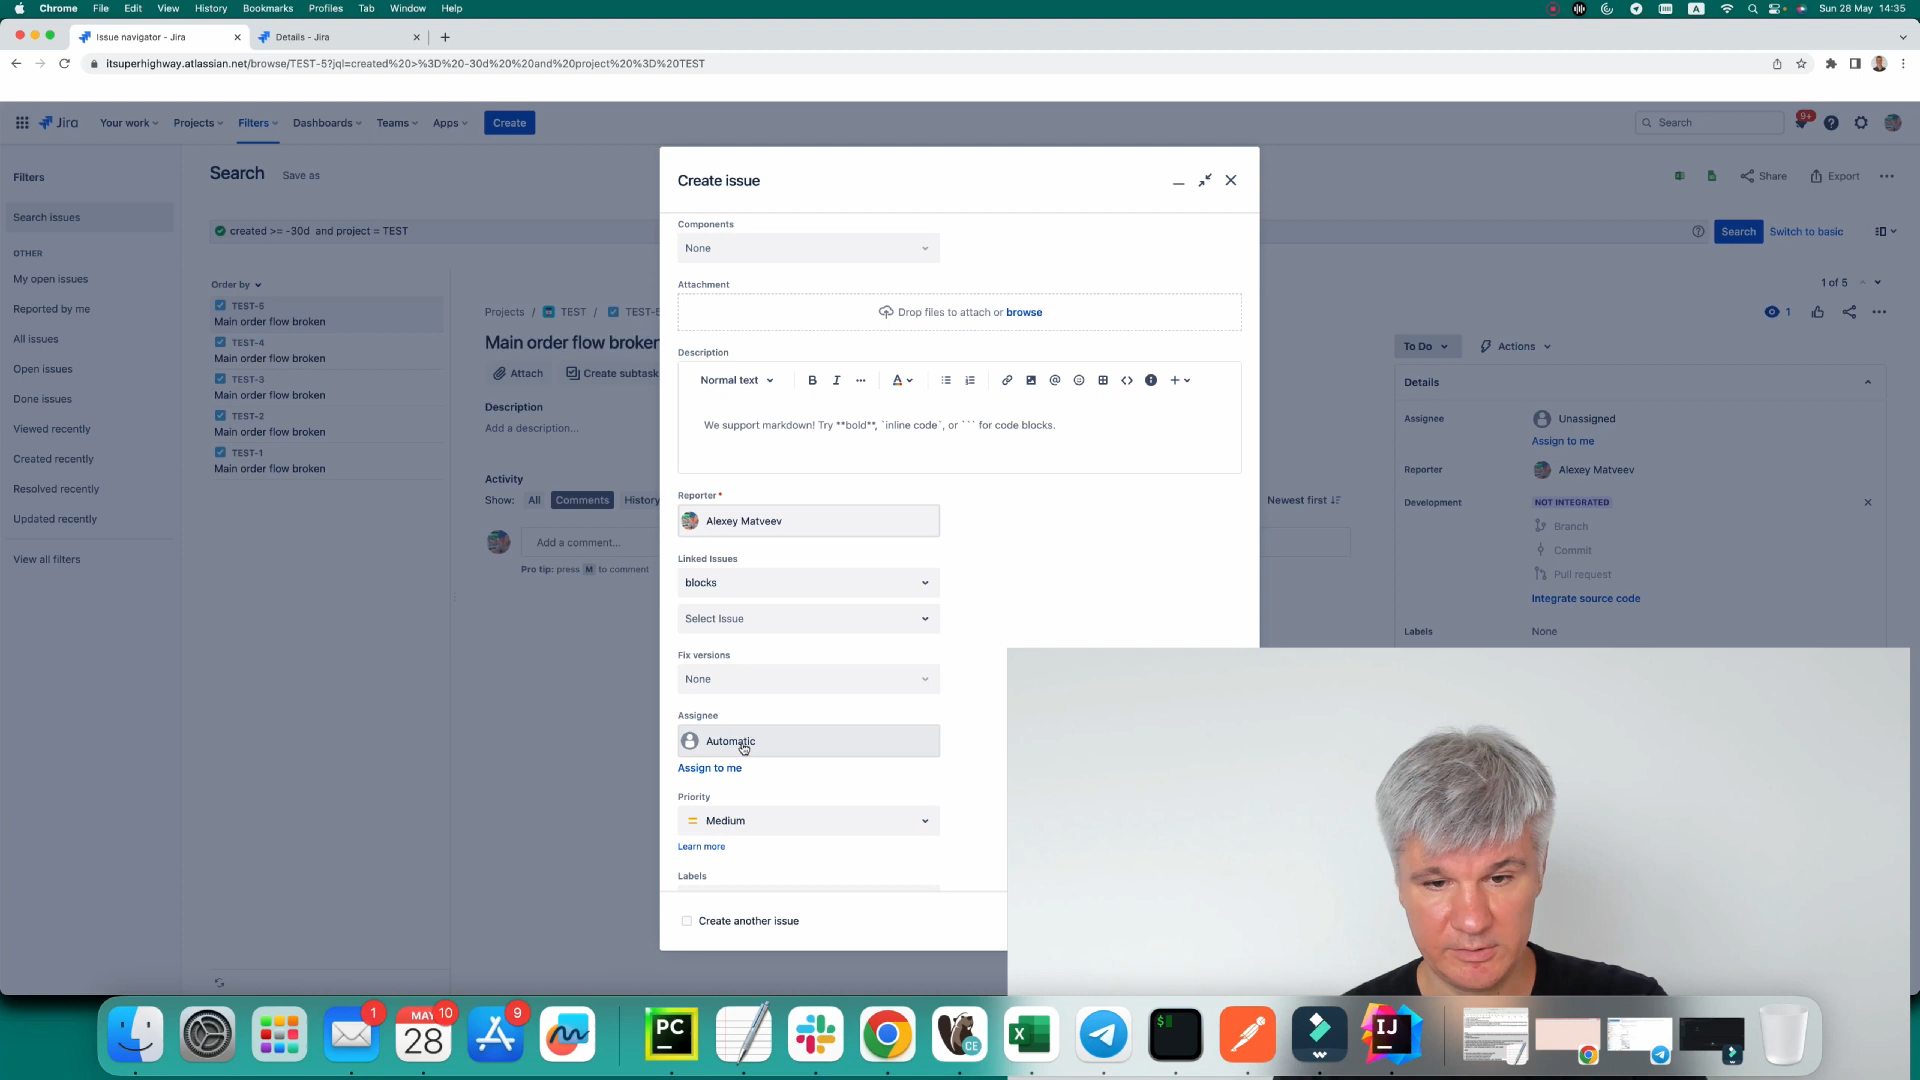 Chrome File Edit View History Bookmarks Profiles Tab Window Help
A Sun 28 May 14:35
Issue navigator - Jira
Details - Jira
itsuperhighway.atlassian.net/browse/TEST-5?jql=created%20>%3D%20-30d%20%20and%20project%20%3D%20TEST
Jira Your work Projects Filters Dashboards Teams Apps Create Search 9+
Filters
Search Save as
Share Export
Search issues
created >= -30d and project = TEST
Search Switch to basic
OTHER
My open issues
Reported by me
All issues
Open issues
Done issues
Viewed recently
Created recently
Resolved recently
Updated recently
View all filters
Order by
TEST-5
Main order flow broken
TEST-4
Main order flow broken
TEST-3
Main order flow broken
TEST-2
Main order flow broken
TEST-1
Main order flow broken
Projects / TEST / TEST-5
Main order flow broken
Attach Create subtask
Description
Add a description...
Activity
Show: All Comments History
Newest first
Add a comment...
Pro tip: press M to comment
Create issue
Components
None
Attachment
Drop files to attach or browse
Description
Normal text B I A
We support markdown! Try **bold**, `inline code`, or ``` for code blocks.
Reporter *
Alexey Matveev
Linked Issues
blocks
Select Issue
Fix versions
None
Assignee
Automatic
Assign to me
Priority
Medium
Learn more
Labels
Create another issue
1 of 5
1
To Do Actions
Details
Assignee Unassigned
Assign to me
Reporter Alexey Matveev
Development NOT INTEGRATED
Branch
Commit
Pull request
Integrate source code
Labels None
1
MAY 10
28
9
PC
CE
$
IJ